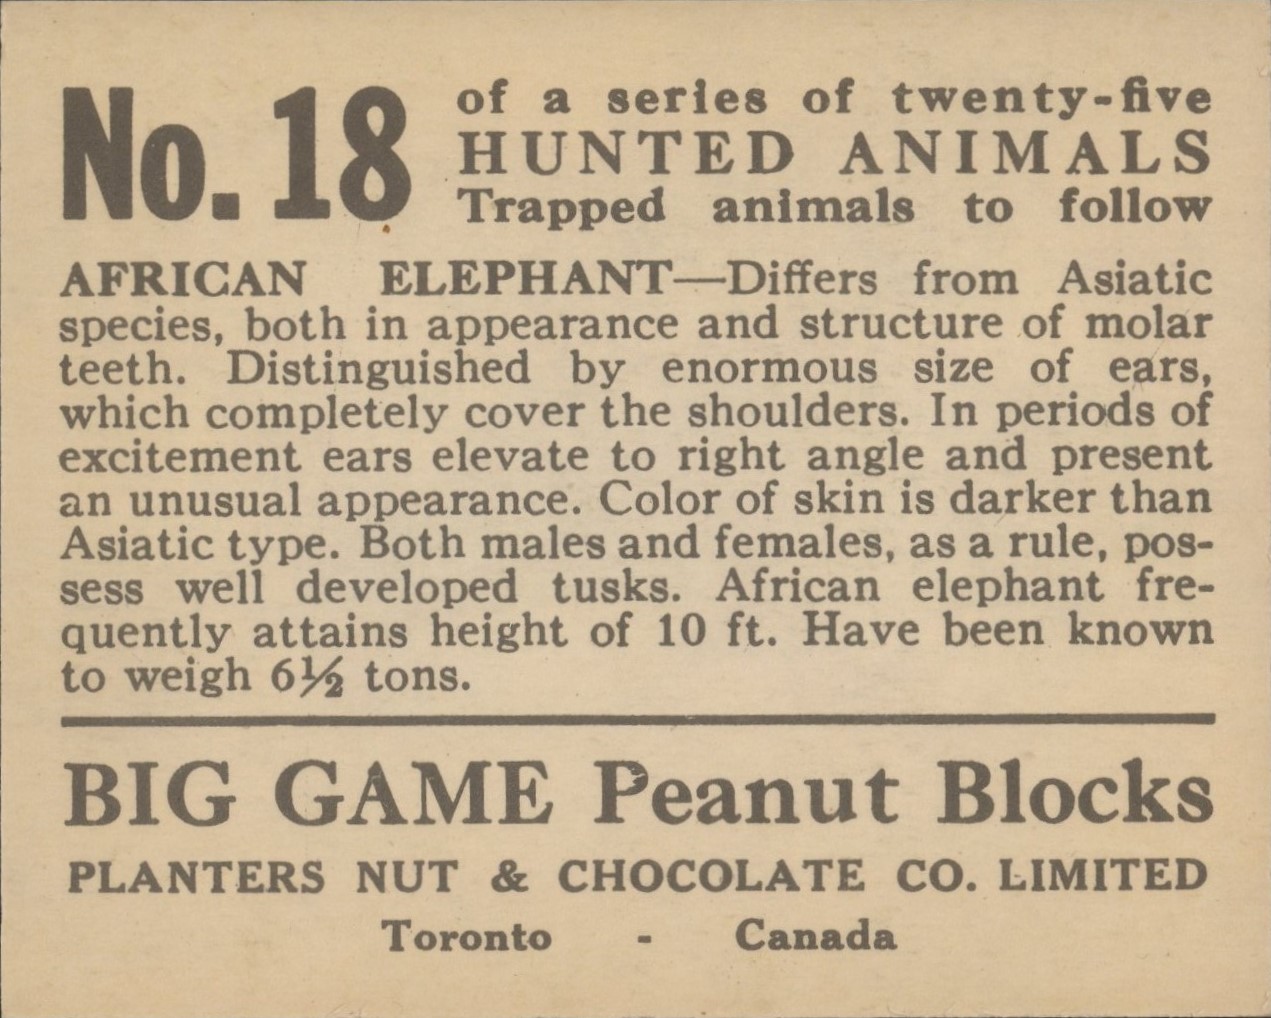 No. 18
of a series of twenty-five
HUNTED ANIMALS
Trapped animals to follow
AFRICAN ELEPHANT—Differs from Asiatic
species, both in appearance and structure of molar
teeth. Distinguished by enormous size of ears,
which completely cover the shoulders. In periods of
excitement ears elevate to right angle and present
an unusual appearance. Color of skin is darker than
Asiatic type. Both males and females, as a rule, pos-
sess well developed tusks. African elephant fre-
quently attains height of 10 ft. Have been known
to weigh 6½ tons.
BIG GAME Peanut Blocks
PLANTERS NUT & CHOCOLATE CO. LIMITED
Toronto - Canada